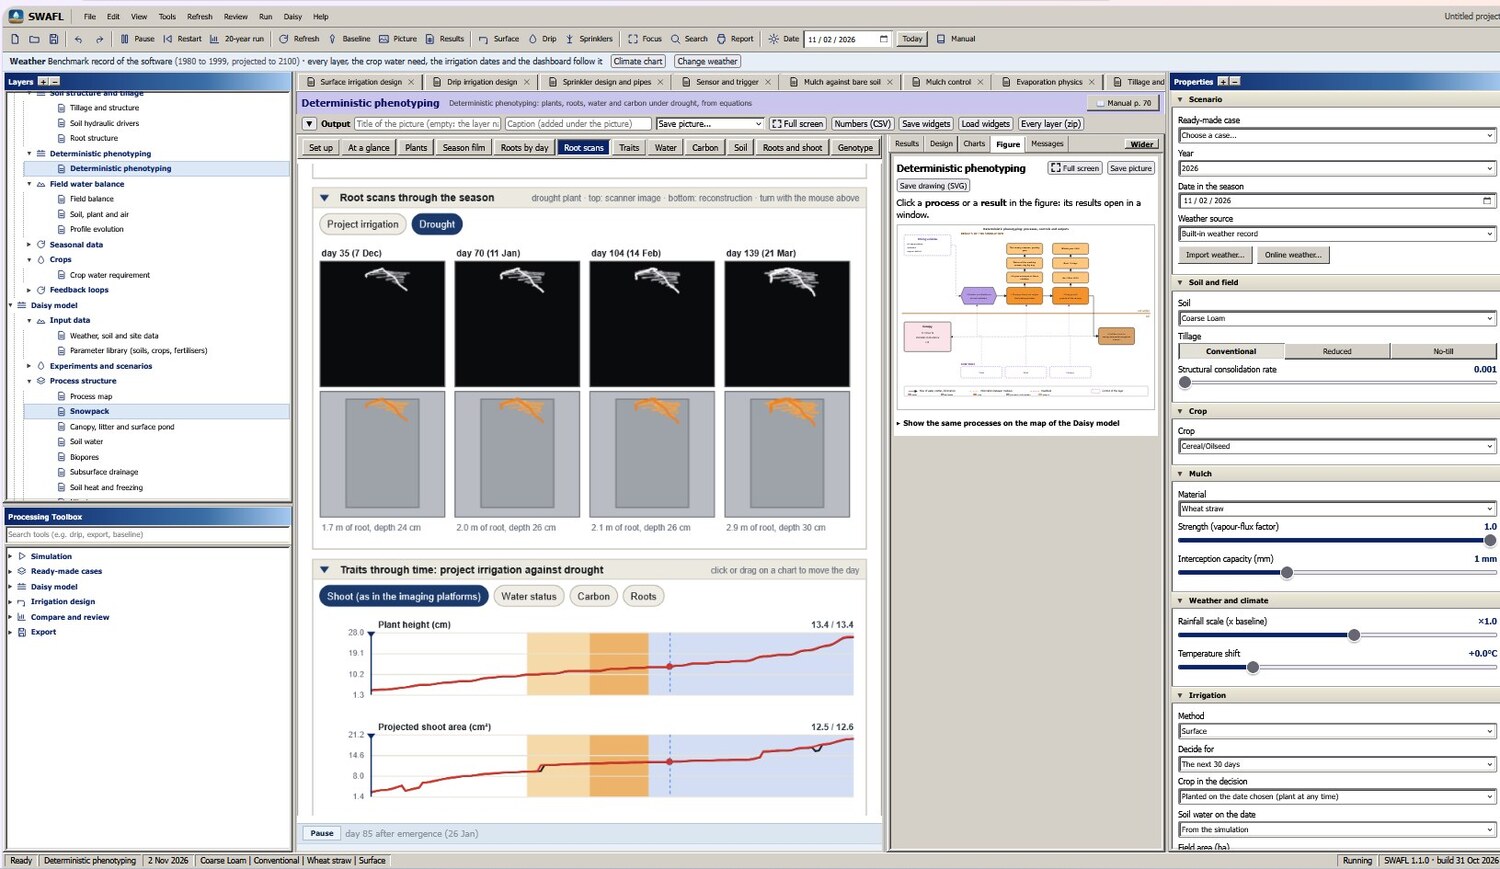 SWAFL File Edit View Tools Refresh Review Run Daisy Help Untitled project
Pause Restart 20-year run Refresh Baseline Picture Results Surface Drip Sprinklers Focus Search Report Date 11 / 02 / 2026 Today Manual
Weather Benchmark record of the software (1980 to 1999, projected to 2100) · every layer, the crop water need, the irrigation dates and the dashboard follow it Climate chart Change weather
Layers + −
Soil structure and tillage
Tillage and structure
Soil hydraulic drivers
Root structure
Deterministic phenotyping
Deterministic phenotyping
Field water balance
Field balance
Soil, plant and air
Profile evolution
Seasonal data
Crops
Crop water requirement
Feedback loops
Daisy model
Input data
Weather, soil and site data
Parameter library (soils, crops, fertilisers)
Experiments and scenarios
Process structure
Process map
Snowpack
Canopy, litter and surface pond
Soil water
Biopores
Subsurface drainage
Soil heat and freezing
Processing Toolbox
Search tools (e.g. drip, export, baseline)
Simulation
Ready-made cases
Daisy model
Irrigation design
Compare and review
Export
Surface irrigation design × Drip irrigation design × Sprinkler design and pipes × Sensor and trigger × Mulch against bare soil × Mulch control × Evaporation physics × Tillage and
Deterministic phenotyping Deterministic phenotyping: plants, roots, water and carbon under drought, from equations Manual p. 70
Output Title of the picture (empty: the layer na Caption (added under the picture) Save picture... Full screen Numbers (CSV) Save widgets Load widgets Every layer (zip)
Set up At a glance Plants Season film Roots by day Root scans Traits Water Carbon Soil Roots and shoot Genotype
Root scans through the season drought plant · top: scanner image · bottom: reconstruction · turn with the mouse above
Project irrigation Drought
day 35 (7 Dec) day 70 (11 Jan) day 104 (14 Feb) day 139 (21 Mar)
1.7 m of root, depth 24 cm 2.0 m of root, depth 26 cm 2.1 m of root, depth 26 cm 2.9 m of root, depth 30 cm
Traits through time: project irrigation against drought click or drag on a chart to move the day
Shoot (as in the imaging platforms) Water status Carbon Roots
Plant height (cm) 13.4 / 13.4
28.0
19.1
10.2
1.3
Projected shoot area (cm²) 12.5 / 12.6
21.2
14.6
8.0
1.4
Pause day 85 after emergence (26 Jan)
Results Design Charts Figure Messages Wider
Deterministic phenotyping Full screen Save picture
Save drawing (SVG)
Click a process or a result in the figure: its results open in a
window.
Show the same processes on the map of the Daisy model
Properties + −
Scenario
Ready-made case
Choose a case...
Year
2026
Date in the season
11 / 02 / 2026
Weather source
Built-in weather record
Import weather... Online weather...
Soil and field
Soil
Coarse Loam
Tillage
Conventional Reduced No-till
Structural consolidation rate 0.001
Crop
Crop
Cereal/Oilseed
Mulch
Material
Wheat straw
Strength (vapour-flux factor) 1.0
Interception capacity (mm) 1 mm
Weather and climate
Rainfall scale (x baseline) ×1.0
Temperature shift +0.0°C
Irrigation
Method
Surface
Decide for
The next 30 days
Crop in the decision
Planted on the date chosen (plant at any time)
Soil water on the date
From the simulation
Field area (ha)
Ready Deterministic phenotyping 2 Nov 2026 Coarse Loam | Conventional | Wheat straw | Surface Running SWAFL 1.1.0 · build 31 Oct 2026